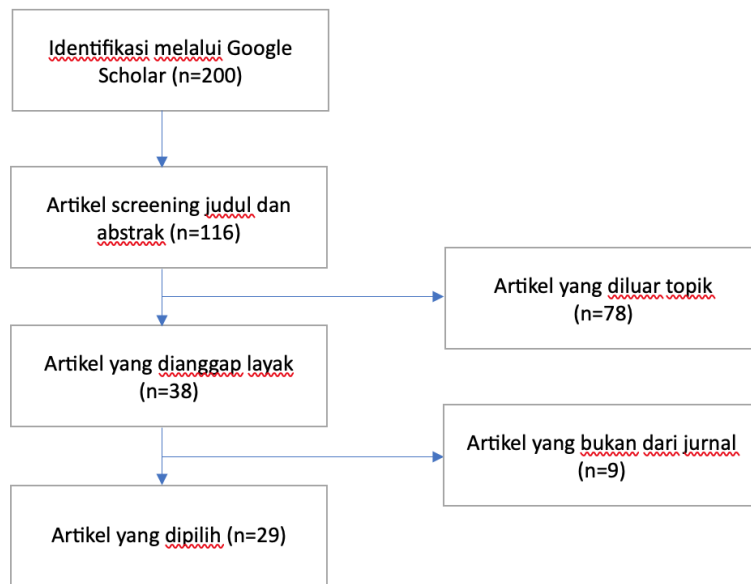 Identifikasi melalui Google
Scholar (n=200)
Artikel screening judul dan
abstrak (n=116)
Artikel yang diluar topik
(n=78)
Artikel yang dianggap layak
(n=38)
Artikel yang bukan dari jurnal
(n=9)
Artikel yang dipilih (n=29)